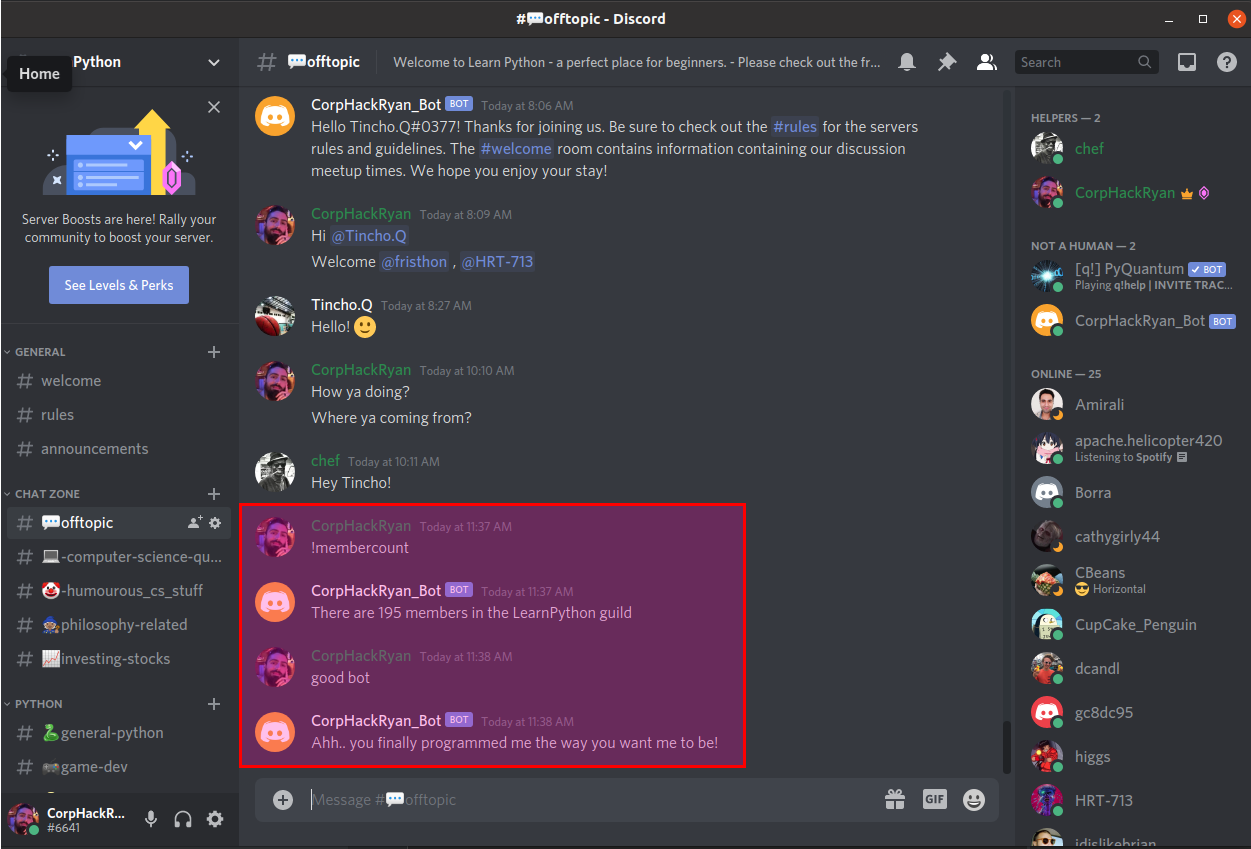 #💬offtopic - Discord
Python
Home
Server Boosts are here! Rally your
community to boost your server.
See Levels & Perks
GENERAL
# welcome
# rules
# announcements
CHAT ZONE
# 💬offtopic
# 💻-computer-science-qu...
# 🤡-humourous_cs_stuff
# 🧙philosophy-related
# 📈investing-stocks
PYTHON
# 🐍general-python
# 🎮game-dev
CorpHackR...
#6641
# 💬offtopic
Welcome to Learn Python - a perfect place for beginners. - Please check out the fr...
Search
CorpHackRyan_Bot BOT Today at 8:06 AM
Hello Tincho.Q#0377! Thanks for joining us. Be sure to check out the #rules for the servers
rules and guidelines. The #welcome room contains information containing our discussion
meetup times. We hope you enjoy your stay!
CorpHackRyan Today at 8:09 AM
Hi @Tincho.Q
Welcome @fristhon , @HRT-713
Tincho.Q Today at 8:27 AM
Hello! 🙂
CorpHackRyan Today at 10:10 AM
How ya doing?
Where ya coming from?
chef Today at 10:11 AM
Hey Tincho!
CorpHackRyan Today at 11:37 AM
!membercount
CorpHackRyan_Bot BOT Today at 11:37 AM
There are 195 members in the LearnPython guild
CorpHackRyan Today at 11:38 AM
good bot
CorpHackRyan_Bot BOT Today at 11:38 AM
Ahh.. you finally programmed me the way you want me to be!
Message #💬offtopic
GIF
HELPERS — 2
chef
CorpHackRyan
NOT A HUMAN — 2
[q!] PyQuantum ✓ BOT
Playing q!help | INVITE TRAC...
CorpHackRyan_Bot BOT
ONLINE — 25
Amirali
apache.helicopter420
Listening to Spotify
Borra
cathygirly44
CBeans
😎 Horizontal
CupCake_Penguin
dcandl
gc8dc95
higgs
HRT-713
idislikebrian